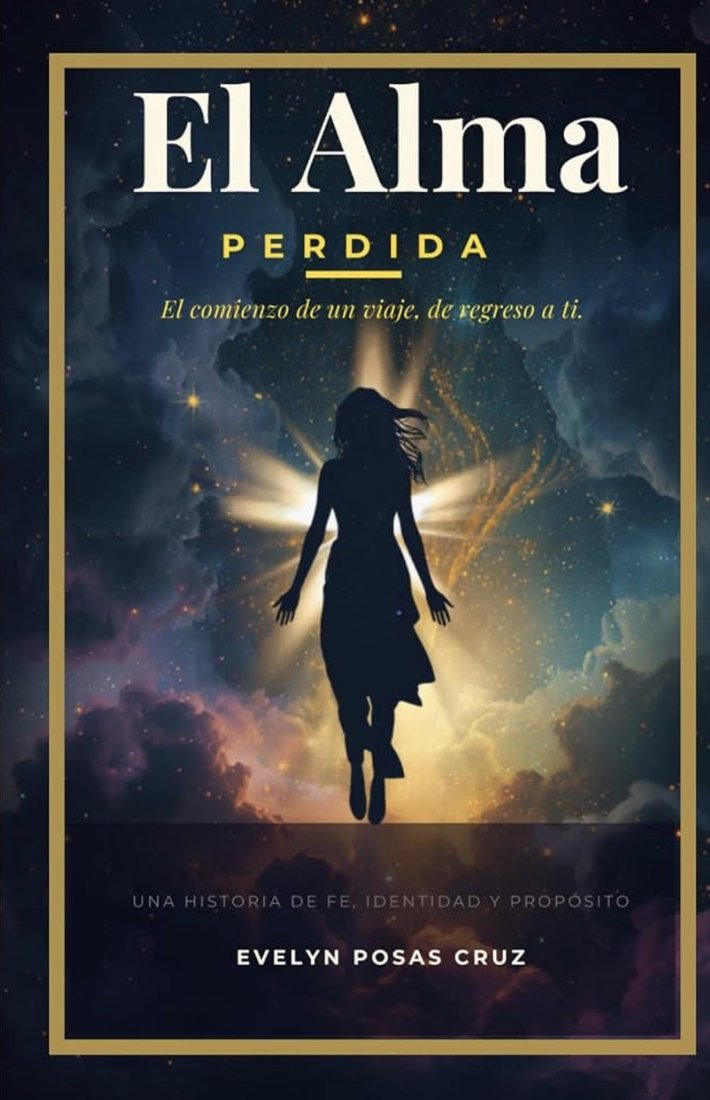 El Alma
PERDIDA
El comienzo de un viaje, de regreso a ti.
UNA HISTORIA DE FE, IDENTIDAD Y PROPÓSITO
EVELYN POSAS CRUZ